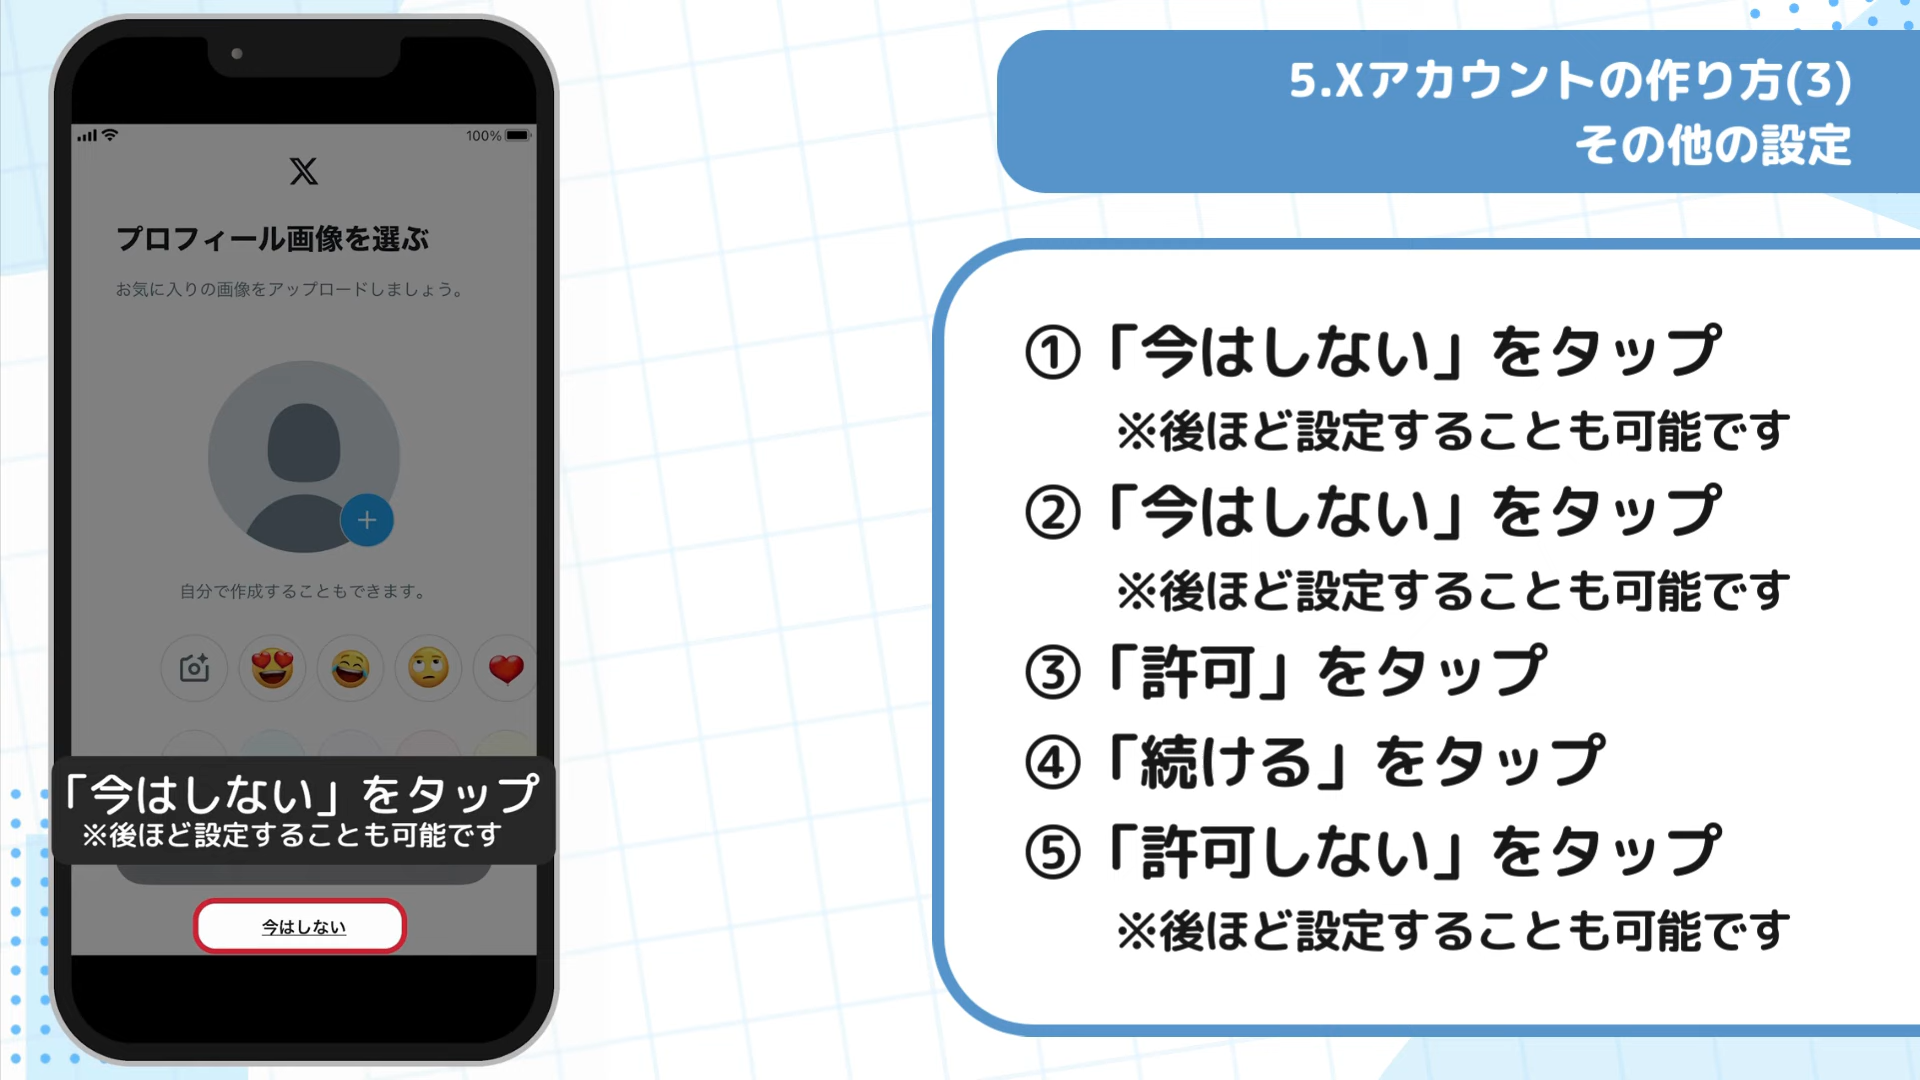 5.Xアカウントの作り方(3)
その他の設定
100%
プロフィール画像を選ぶ
お気に入りの画像をアップロードしましょう。
自分で作成することもできます。
「今はしない」をタップ
※後ほど設定することも可能です
今はしない
①「今はしない」をタップ
※後ほど設定することも可能です
②「今はしない」をタップ
※後ほど設定することも可能です
③「許可」をタップ
④「続ける」をタップ
⑤「許可しない」をタップ
※後ほど設定することも可能です